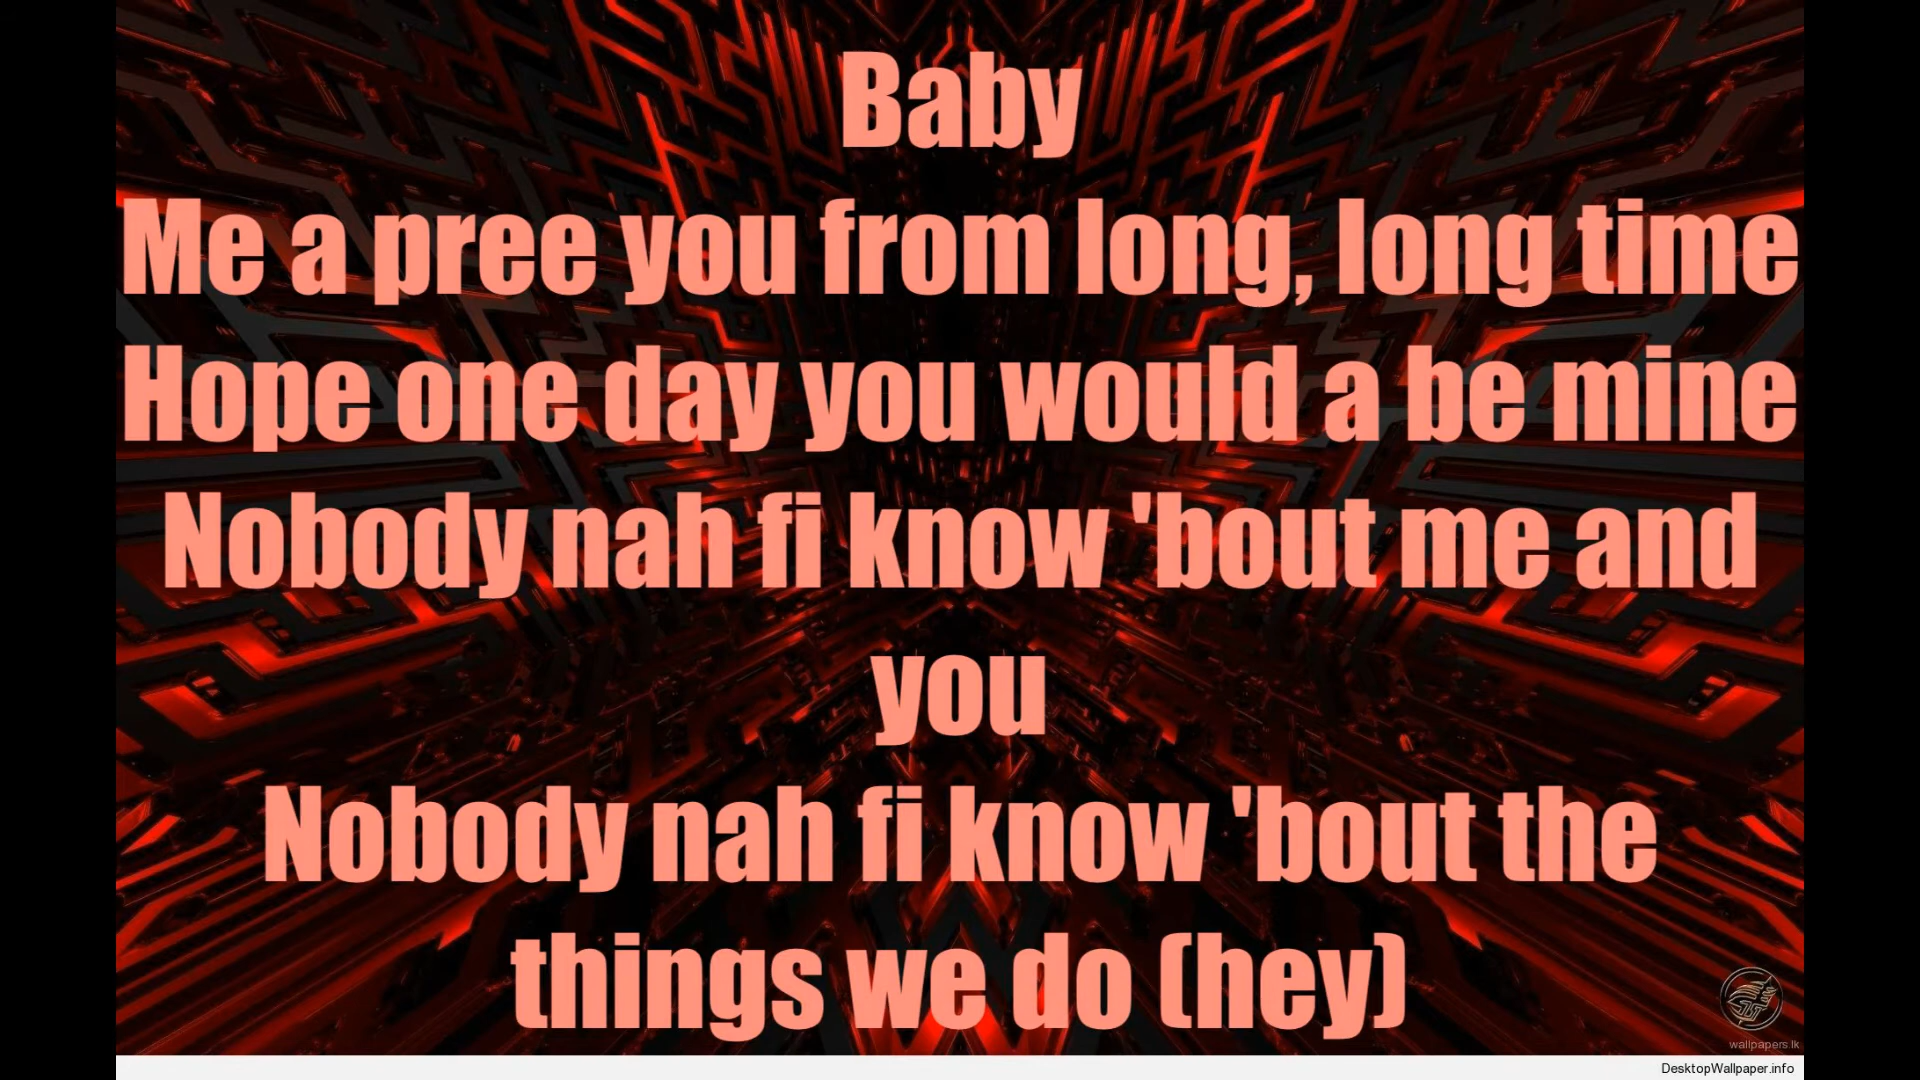 Baby
Me a pree you from long, long time
Hope one day you would a be mine
Nobody nah fi know 'bout me and
you
Nobody nah fi know 'bout the
things we do (hey)
wallpapers.lk
DesktopWallpaper.info